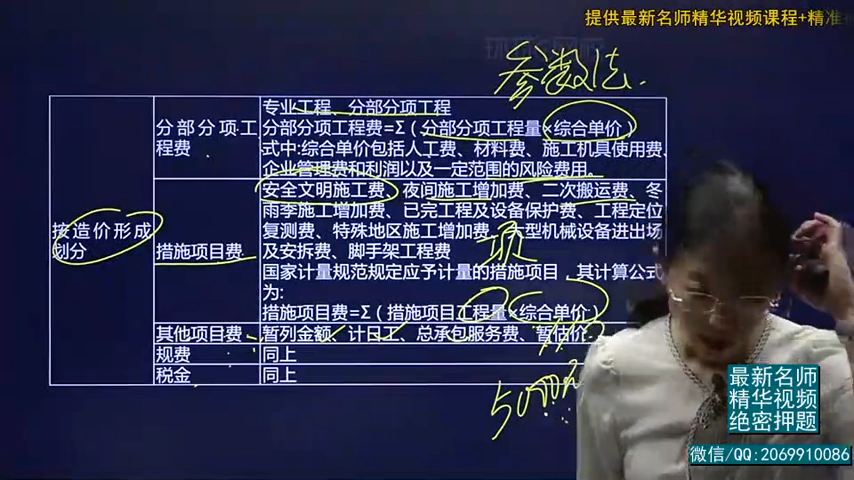 提供最新名师精华视频课程+精准
参数法.
按造价形成
划分
分部分项工
程费
专业工程、分部分项工程
分部分项工程费=Σ（分部分项工程量×综合单价）
式中:综合单价包括人工费、材料费、施工机具使用费、
企业管理费和利润以及一定范围的风险费用。
措施项目费
安全文明施工费、夜间施工增加费、二次搬运费、冬
雨季施工增加费、已完工程及设备保护费、工程定位
复测费、特殊地区施工增加费、大型机械设备进出场
及安拆费、脚手架工程费
项
国家计量规范规定应予计量的措施项目，其计算公式
为:
措施项目费=Σ（措施项目工程量×综合单价）
其他项目费
暂列金额、计日工、总承包服务费、暂估价
规费
同上
税金
同上
最新名师
精华视频
绝密押题
微信/QQ:2069910086